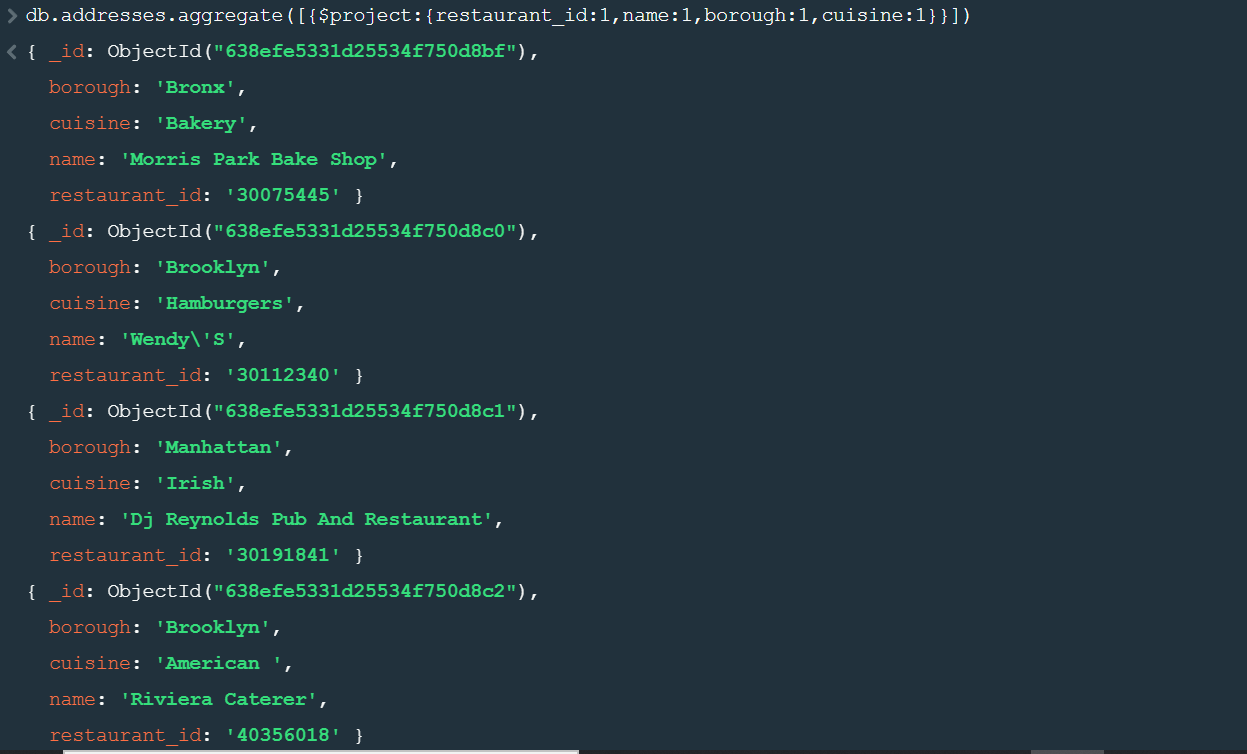 db.addresses.aggregate([{$project:{restaurant_id:1,name:1,borough:1,cuisine:1}}])
{ _id: ObjectId("638efe5331d25534f750d8bf"),
borough: 'Bronx',
cuisine: 'Bakery',
name: 'Morris Park Bake Shop',
restaurant_id: '30075445' }
{ _id: ObjectId("638efe5331d25534f750d8c0"),
borough: 'Brooklyn',
cuisine: 'Hamburgers',
name: 'Wendy\'S',
restaurant_id: '30112340' }
{ _id: ObjectId("638efe5331d25534f750d8c1"),
borough: 'Manhattan',
cuisine: 'Irish',
name: 'Dj Reynolds Pub And Restaurant',
restaurant_id: '30191841' }
{ _id: ObjectId("638efe5331d25534f750d8c2"),
borough: 'Brooklyn',
cuisine: 'American ',
name: 'Riviera Caterer',
restaurant_id: '40356018' }